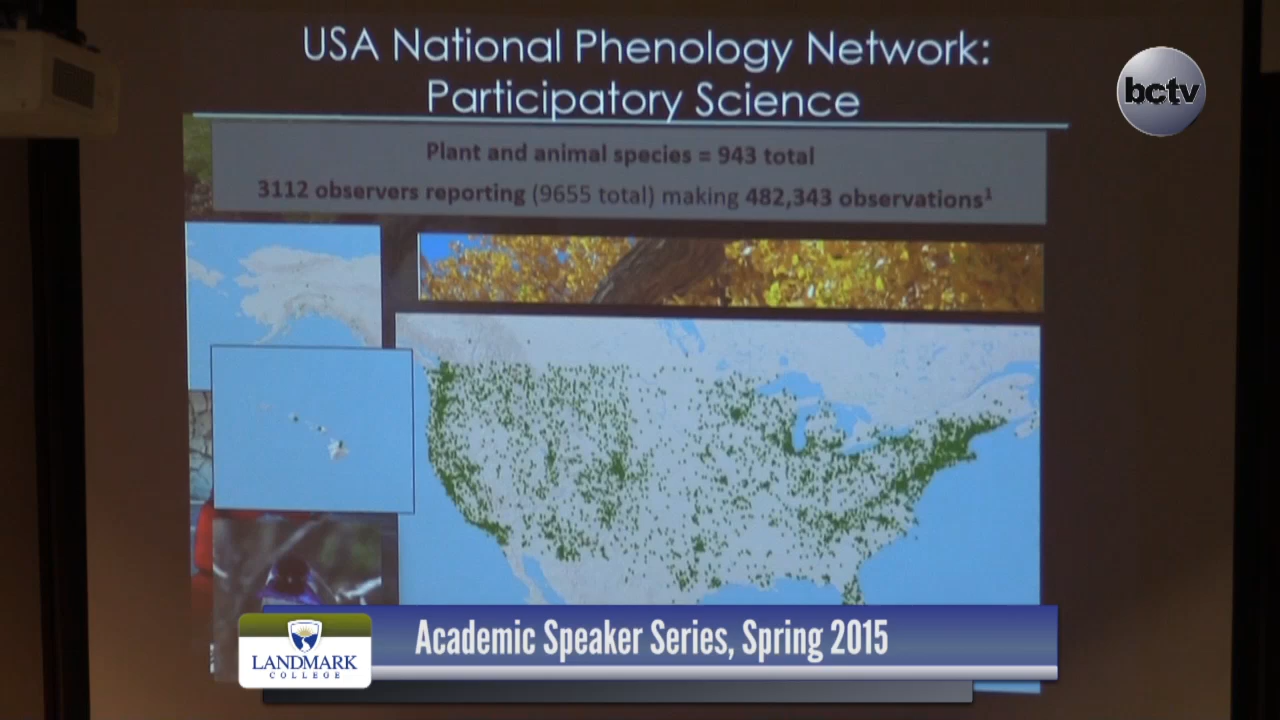 USA National Phenology Network:
Participatory Science
bctv
Plant and animal species = 943 total
3112 observers reporting (9655 total) making 482,343 observations¹
Academic Speaker Series, Spring 2015
LANDMARK
COLLEGE